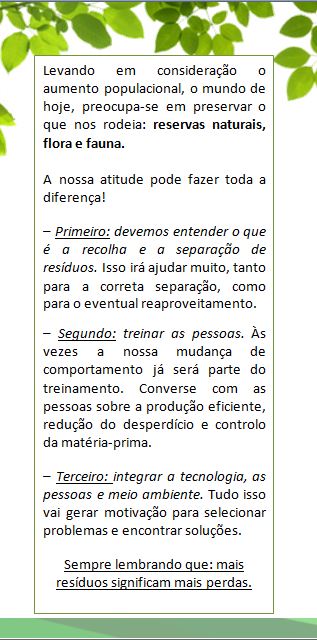 Levando em consideração o
aumento populacional, o mundo de
hoje, preocupa-se em preservar o
que nos rodeia: reservas naturais,
flora e fauna.
A nossa atitude pode fazer toda a
diferença!
– Primeiro: devemos entender o que
é a recolha e a separação de
resíduos. Isso irá ajudar muito, tanto
para a correta separação, como
para o eventual reaproveitamento.
– Segundo: treinar as pessoas. Às
vezes a nossa mudança de
comportamento já será parte do
treinamento. Converse com as
pessoas sobre a produção eficiente,
redução do desperdício e controlo
da matéria-prima.
– Terceiro: integrar a tecnologia, as
pessoas e meio ambiente. Tudo isso
vai gerar motivação para selecionar
problemas e encontrar soluções.
Sempre lembrando que: mais
resíduos significam mais perdas.